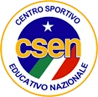 CENTRO SPORTIVO
csen
EDUCATIVO NAZIONALE